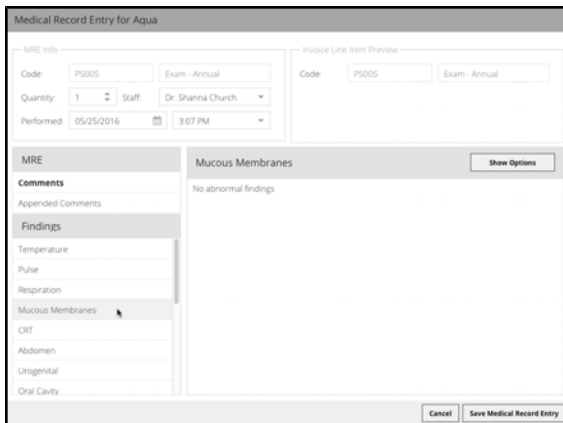 Medical Record Entry for Aqua
MRE Info
Code: PS005 Exam - Annual
Quantity: 1 Staff: Dr. Shanna Church
Performed: 05/25/2016 3:07 PM
Invoice Line Item Preview
Code: PS005 Exam - Annual
MRE
Comments
Appended Comments
Findings
Temperature
Pulse
Respiration
Mucous Membranes
CRT
Abdomen
Urogenital
Oral Cavity
Mucous Membranes Show Options
No abnormal findings
Cancel Save Medical Record Entry